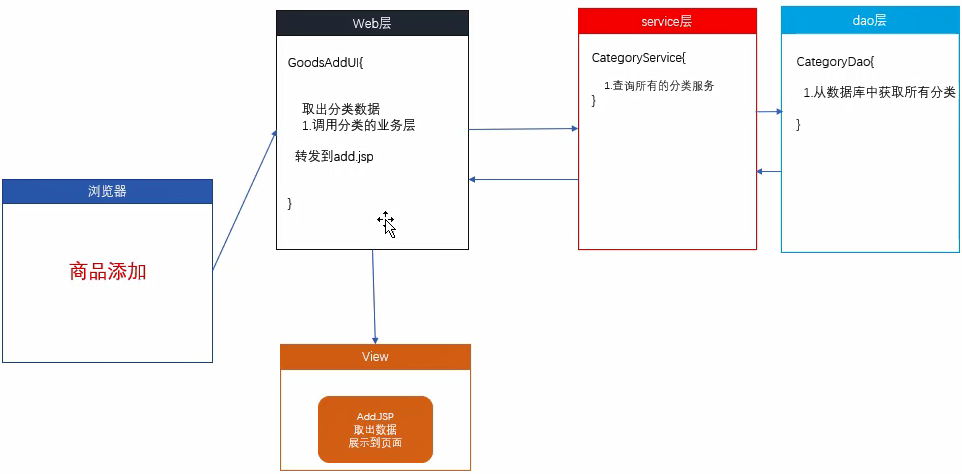 浏览器
商品添加
Web层
GoodsAddUI{
取出分类数据
1.调用分类的业务层
转发到add.jsp
}
service层
CategoryService{
1.查询所有的分类服务
}
dao层
CategoryDao{
1.从数据库中获取所有分类
}
View
Add.JSP
取出数据
展示到页面